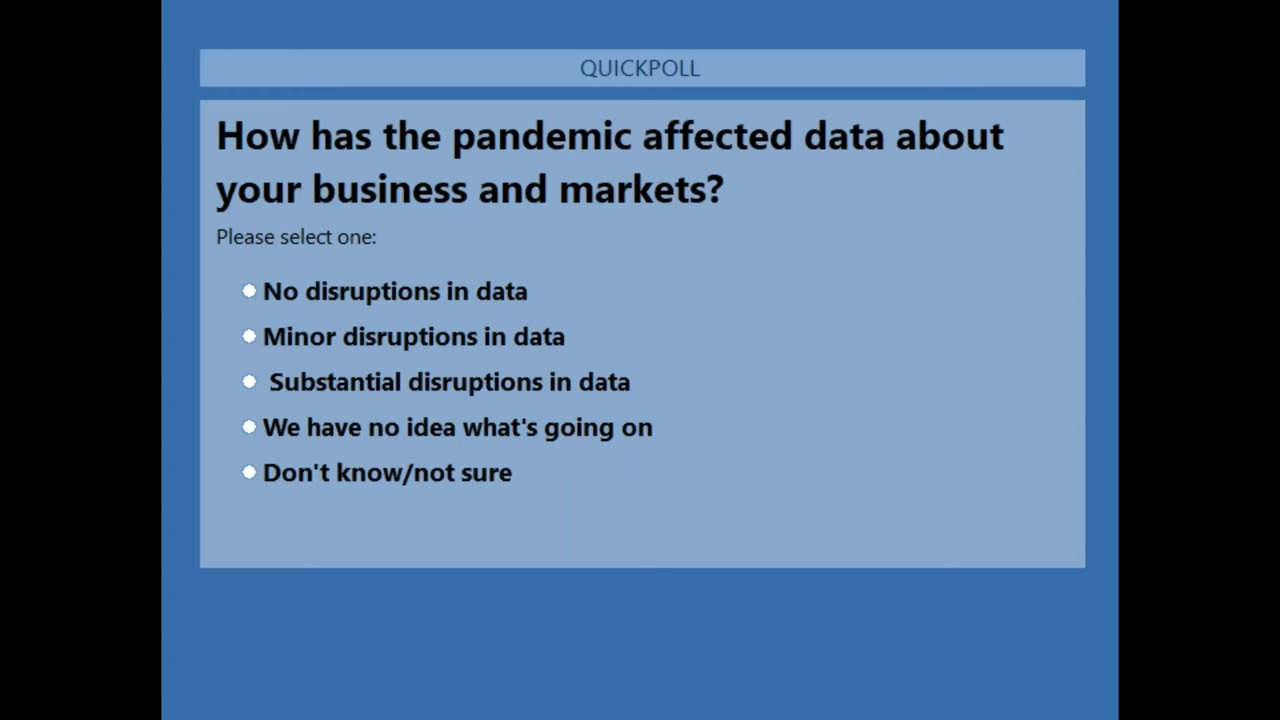 QUICKPOLL
How has the pandemic affected data about
your business and markets?
Please select one:
No disruptions in data
Minor disruptions in data
Substantial disruptions in data
We have no idea what's going on
Don't know/not sure